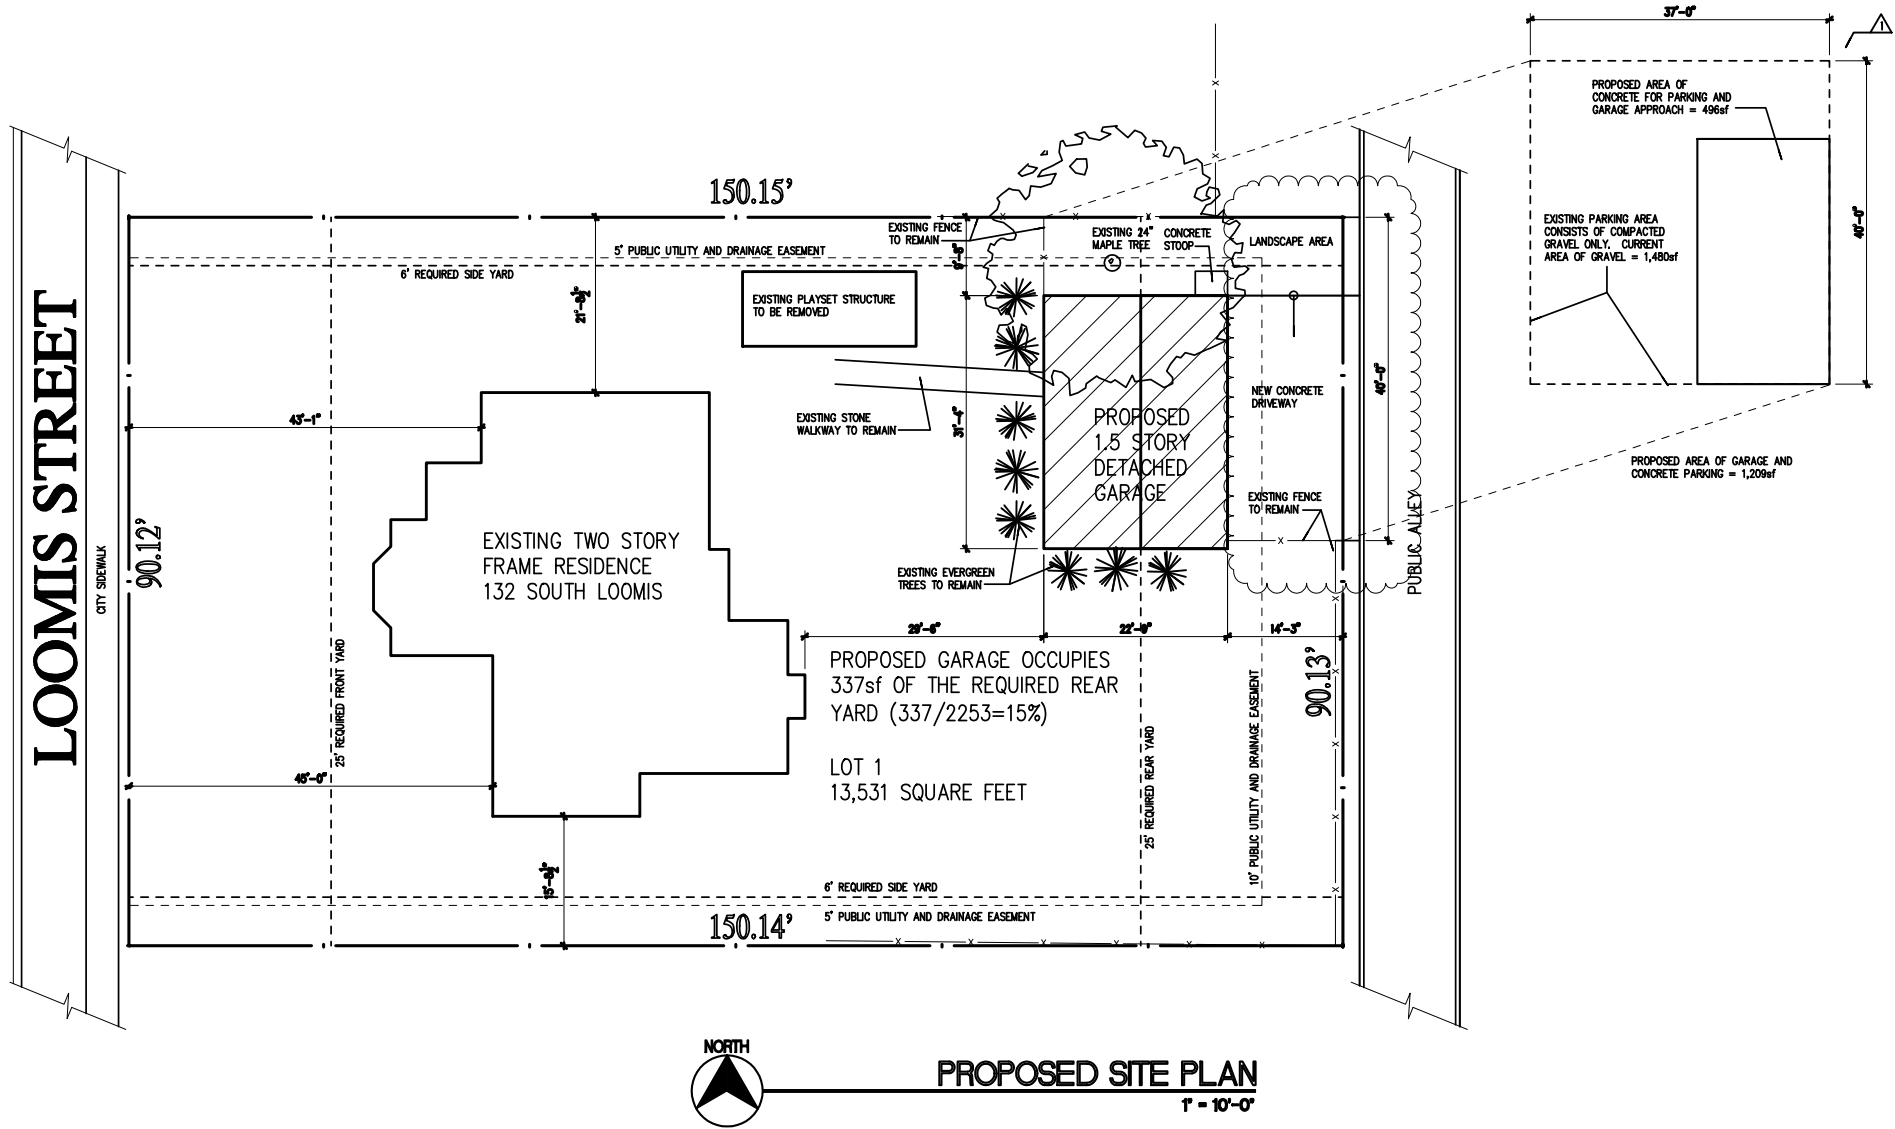 37'-0"
1
PROPOSED AREA OF
CONCRETE FOR PARKING AND
GARAGE APPROACH = 496sf
EXISTING PARKING AREA
CONSISTS OF COMPACTED
GRAVEL ONLY. CURRENT
AREA OF GRAVEL = 1,480sf
40'-0"
PROPOSED AREA OF GARAGE AND
CONCRETE PARKING = 1,209sf
LOOMIS STREET
CITY SIDEWALK
150.15'
5' PUBLIC UTILITY AND DRAINAGE EASEMENT
6' REQUIRED SIDE YARD
EXISTING FENCE
TO REMAIN
EXISTING 24"
MAPLE TREE
CONCRETE
STOOP
LANDSCAPE AREA
9'-8"
21'-8½"
EXISTING PLAYSET STRUCTURE
TO BE REMOVED
40'-0"
NEW CONCRETE
DRIVEWAY
43'-1"
EXISTING STONE
WALKWAY TO REMAIN
31'-4"
PROPOSED
1.5 STORY
DETACHED
GARAGE
EXISTING FENCE
TO REMAIN
PUBLIC ALLEY
90.12'
EXISTING TWO STORY
FRAME RESIDENCE
132 SOUTH LOOMIS
EXISTING EVERGREEN
TREES TO REMAIN
29'-6"
14'-3"
25' REQUIRED FRONT YARD
PROPOSED GARAGE OCCUPIES
337sf OF THE REQUIRED REAR
YARD (337/2253=15%)
90.13'
LOT 1
13,531 SQUARE FEET
25' REQUIRED REAR YARD
10' PUBLIC UTILITY AND DRAINAGE EASEMENT
6' REQUIRED SIDE YARD
5' PUBLIC UTILITY AND DRAINAGE EASEMENT
150.14'
NORTH
PROPOSED SITE PLAN
1" = 10'-0"